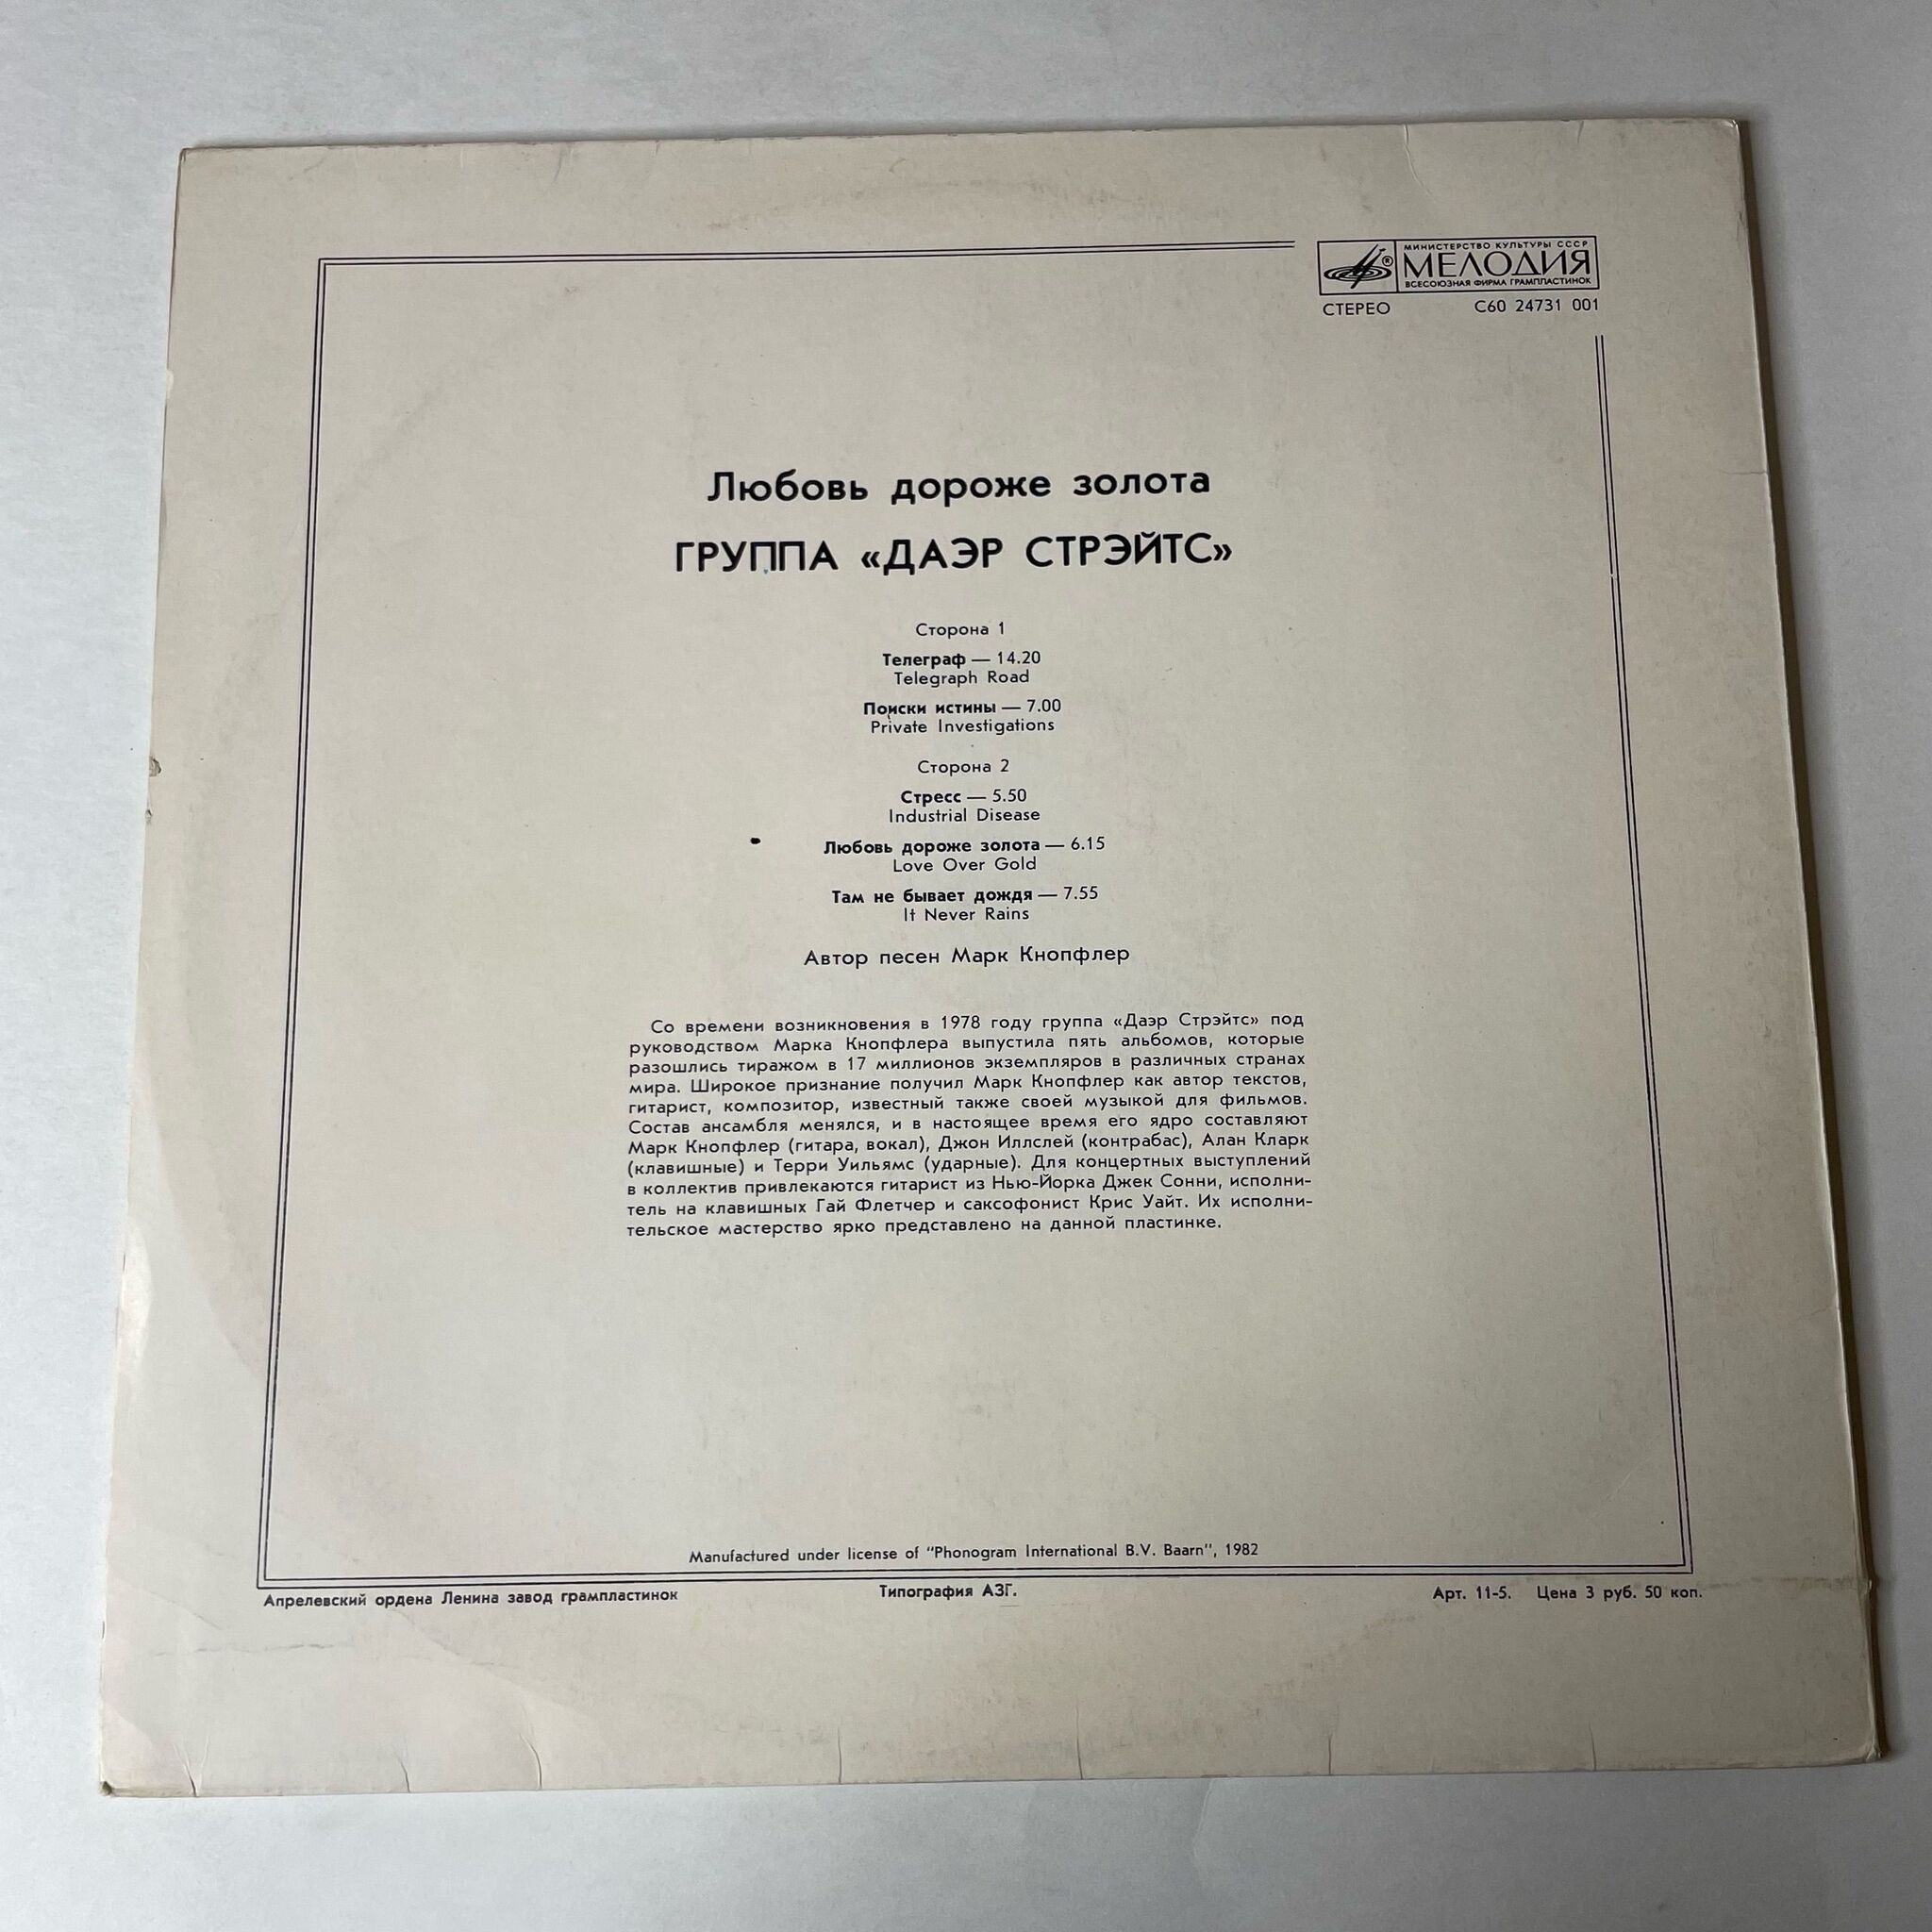 МИНИСТЕРСТВО КУЛЬТУРЫ СССР
МЕЛОДИЯ
ВСЕСОЮЗНАЯ ФИРМА ГРАМПЛАСТИНОК
СТЕРЕО С60 24731 001
Любовь дороже золота
ГРУППА «ДАЭР СТРЭЙТС»
Сторона 1
Телеграф — 14.20
Telegraph Road
Поиски истины — 7.00
Private Investigations
Сторона 2
Стресс — 5.50
Industrial Disease
Любовь дороже золота — 6.15
Love Over Gold
Там не бывает дождя — 7.55
It Never Rains
Автор песен Марк Кнопфлер
Со времени возникновения в 1978 году группа «Даэр Стрэйтс» под
руководством Марка Кнопфлера выпустила пять альбомов, которые
разошлись тиражом в 17 миллионов экземпляров в различных странах
мира. Широкое признание получил Марк Кнопфлер как автор текстов,
гитарист, композитор, известный также своей музыкой для фильмов.
Состав ансамбля менялся, и в настоящее время его ядро составляют
Марк Кнопфлер (гитара, вокал), Джон Иллслей (контрабас), Алан Кларк
(клавишные) и Терри Уильямс (ударные). Для концертных выступлений
в коллектив привлекаются гитарист из Нью-Йорка Джек Сонни, исполни-
тель на клавишных Гай Флетчер и саксофонист Крис Уайт. Их исполни-
тельское мастерство ярко представлено на данной пластинке.
Manufactured under license of "Phonogram International B.V. Baarn", 1982
Апрелевский ордена Ленина завод грампластинок Типография АЗГ. Арт. 11-5. Цена 3 руб. 50 коп.